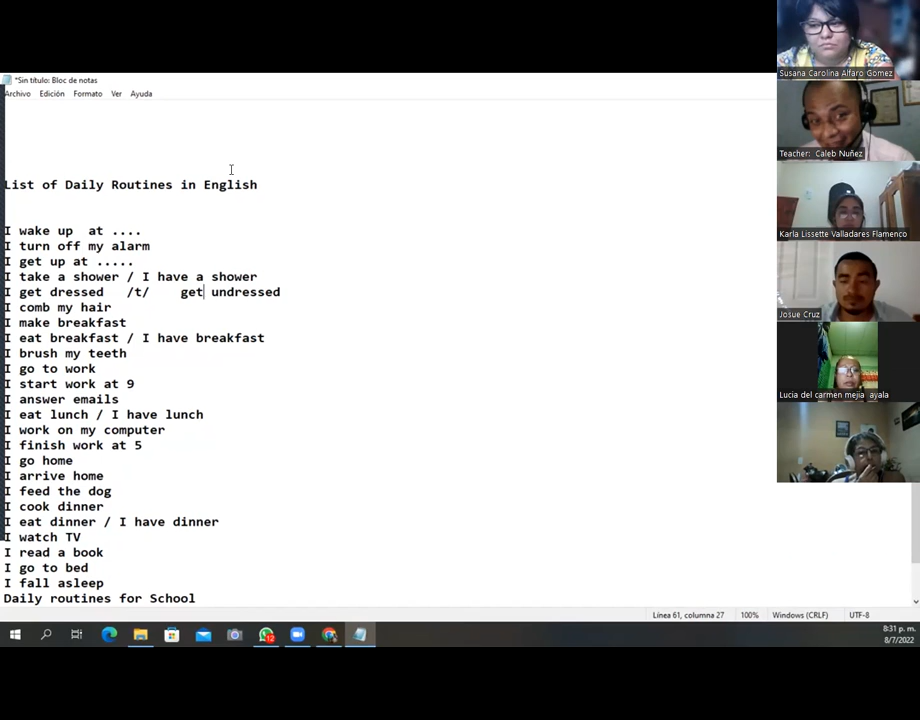 *Sin título: Bloc de notas
Archivo Edición Formato Ver Ayuda
List of Daily Routines in English
I wake up at ....
I turn off my alarm
I get up at .....
I take a shower / I have a shower
I get dressed /t/ get undressed
I comb my hair
I make breakfast
I eat breakfast / I have breakfast
I brush my teeth
I go to work
I start work at 9
I answer emails
I eat lunch / I have lunch
I work on my computer
I finish work at 5
I go home
I arrive home
I feed the dog
I cook dinner
I eat dinner / I have dinner
I watch TV
I read a book
I go to bed
I fall asleep
Daily routines for School
Línea 61, columna 27 100% Windows (CRLF) UTF-8
12
8:31 p. m.
8/7/2022
Susana Carolina Alfaro Gomez
Teacher: Caleb Nuñez
Karla Lissette Valladares Flamenco
Josue Cruz
Lucia del carmen mejia ayala